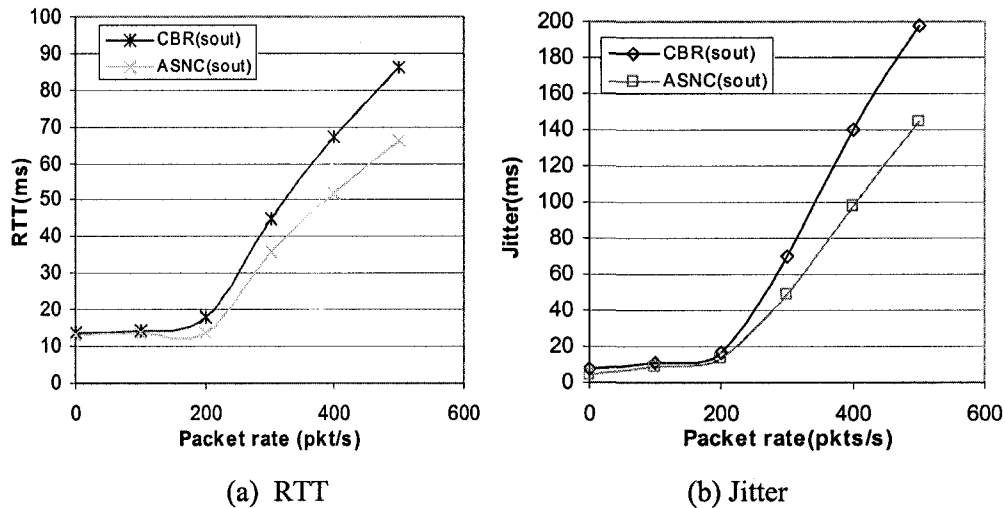 100
90
80
70
60
50
40
30
20
10
0
RTT(ms)
CBR(sout)
ASNC(sout)
0 200 400 600
Packet rate (pkt/s)
(a) RTT
200
180
160
140
120
100
80
60
40
20
0
Jitter(ms)
CBR(sout)
ASNC(sout)
0 200 400 600
Packet rate(pkts/s)
(b) Jitter